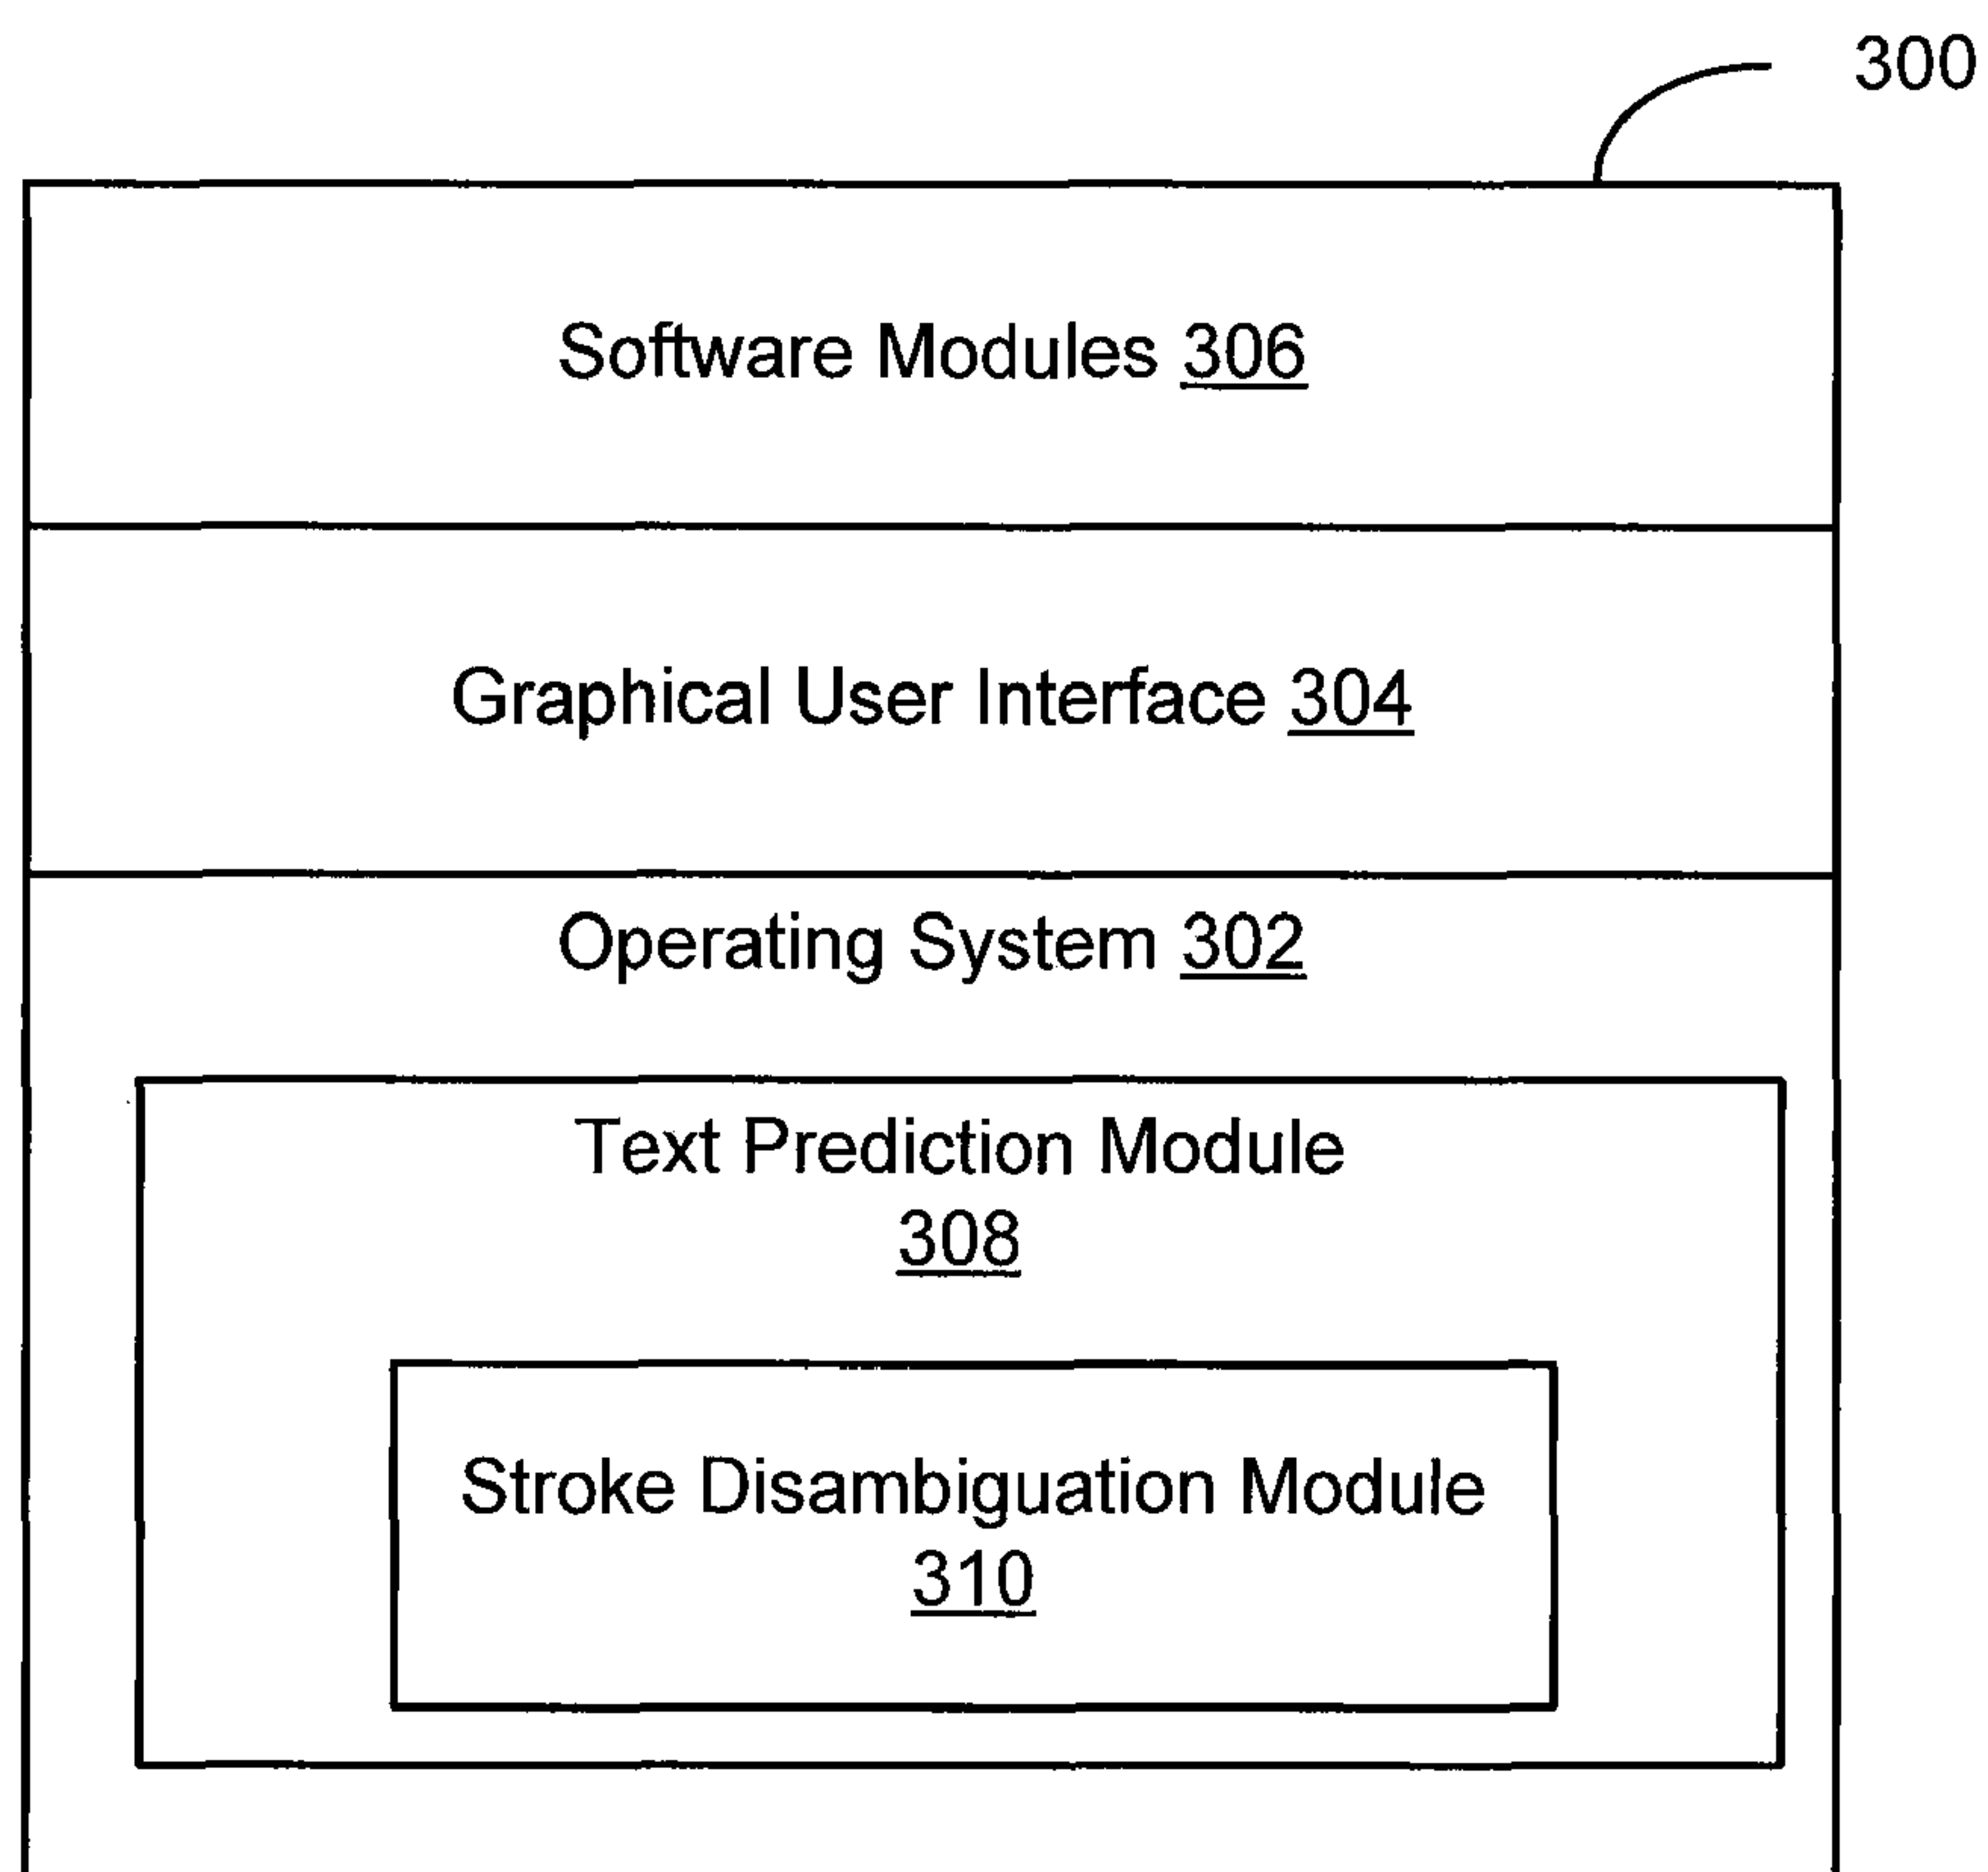 300
Software Modules 306
Graphical User Interface 304
Operating System 302
Text Prediction Module
308
Stroke Disambiguation Module
310